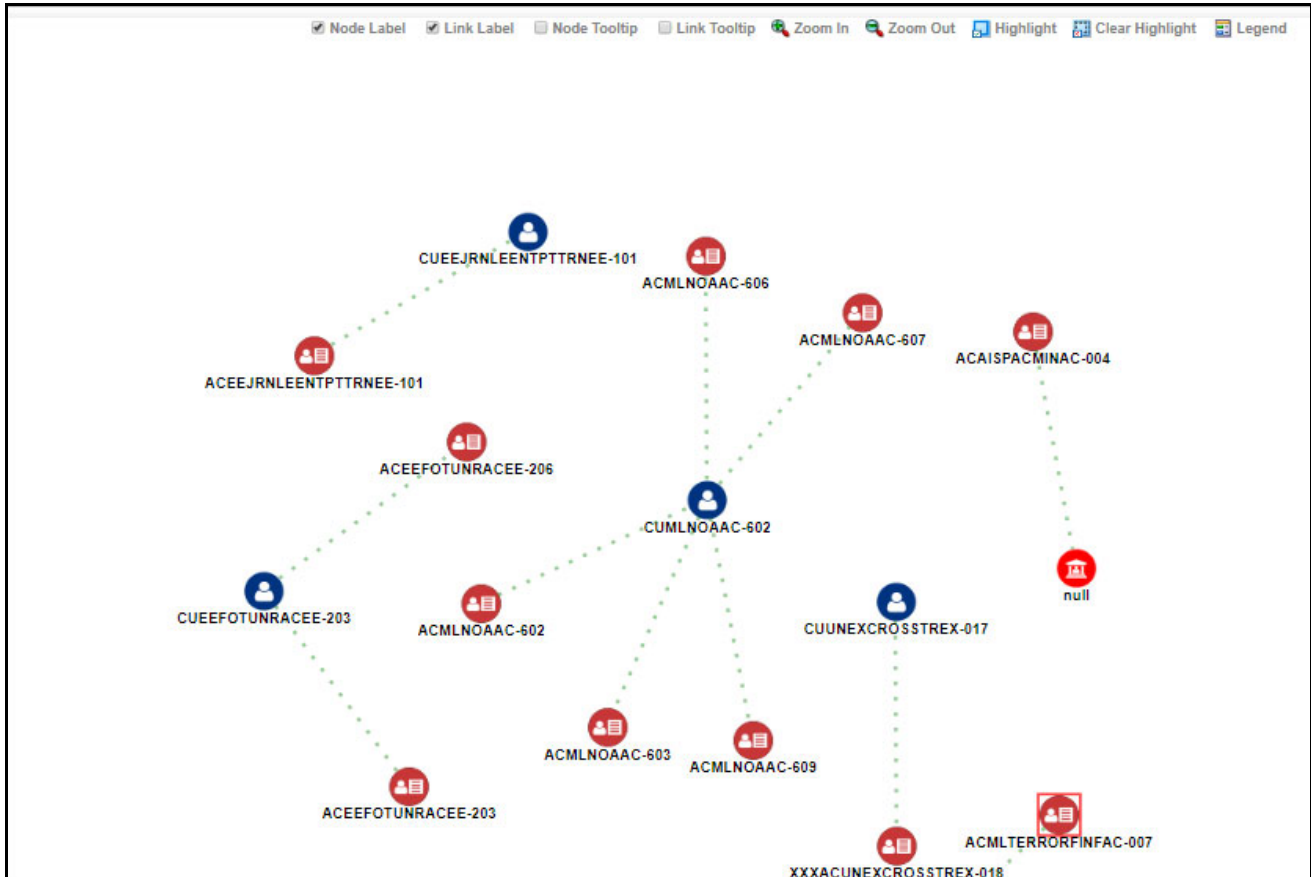 Node Label Link Label Node Tooltip Link Tooltip Zoom In Zoom Out Highlight Clear Highlight Legend
CUEEJRNLEENTPTTRNEE-101
ACMLNOAAC-606
ACMLNOAAC-607
ACAISPACMINAC-004
ACEEJRNLEENTPTTRNEE-101
ACEEFOTUNRACEE-206
CUMLNOAAC-602
null
CUEEFOTUNRACEE-203
ACMLNOAAC-602
CUUNEXCROSSTREX-017
ACMLNOAAC-603
ACMLNOAAC-609
ACEEFOTUNRACEE-203
ACMLTERRORFINFAC-007
XXXACUNEXCROSSTREX-018